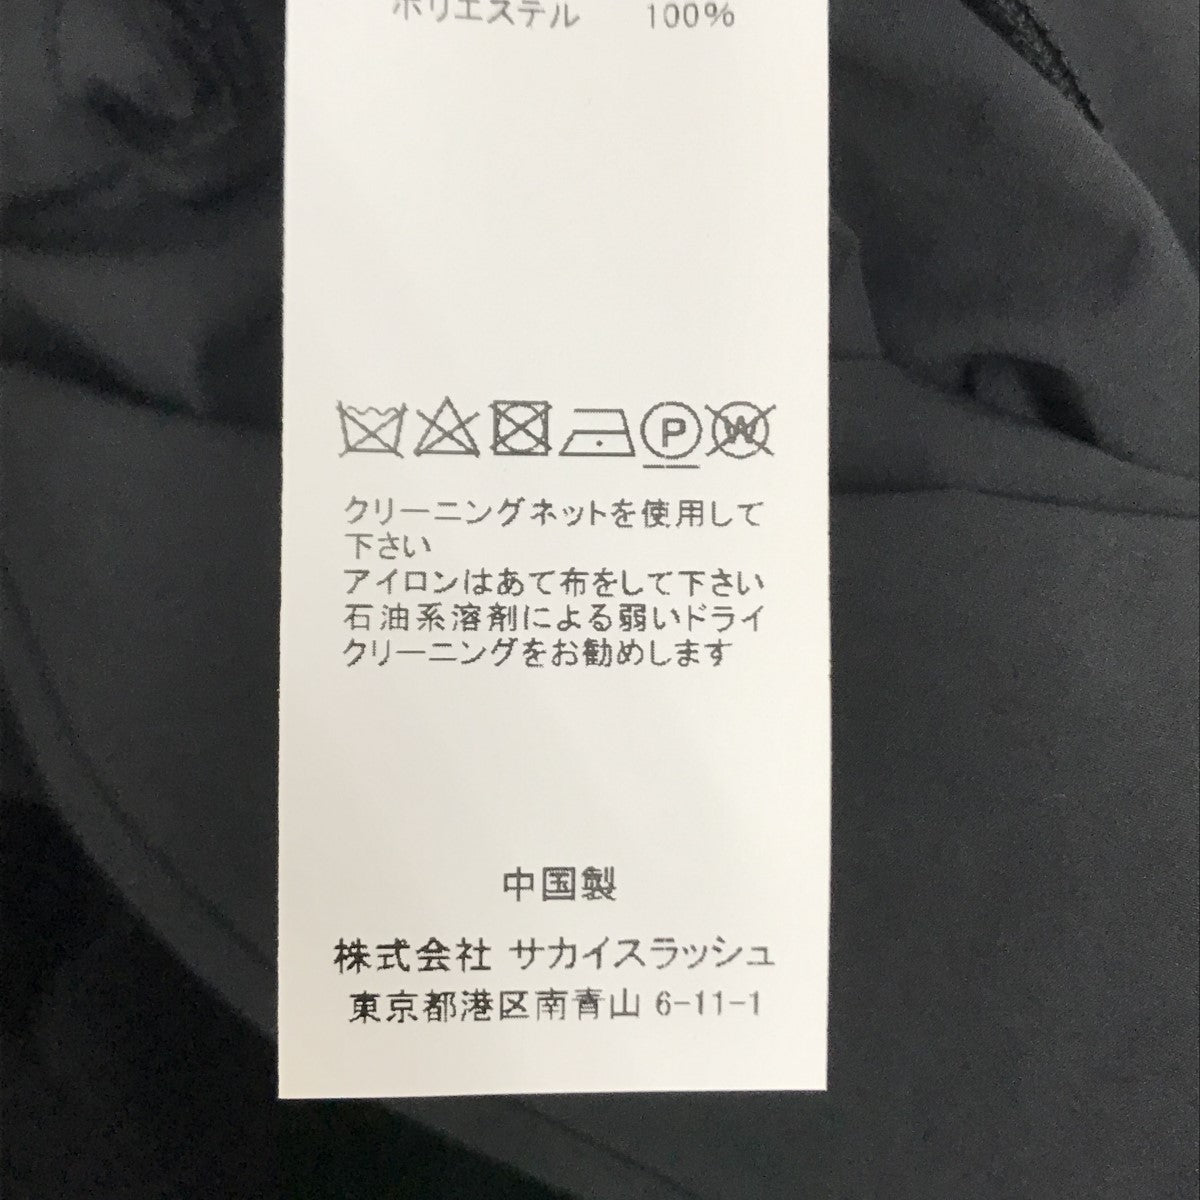 ポリエステル 100%
P W
クリーニングネットを使用して
下さい
アイロンはあて布をして下さい
石油系溶剤による弱いドライ
クリーニングをお勧めします
中国製
株式会社 サカイスラッシュ
東京都港区南青山 6-11-1